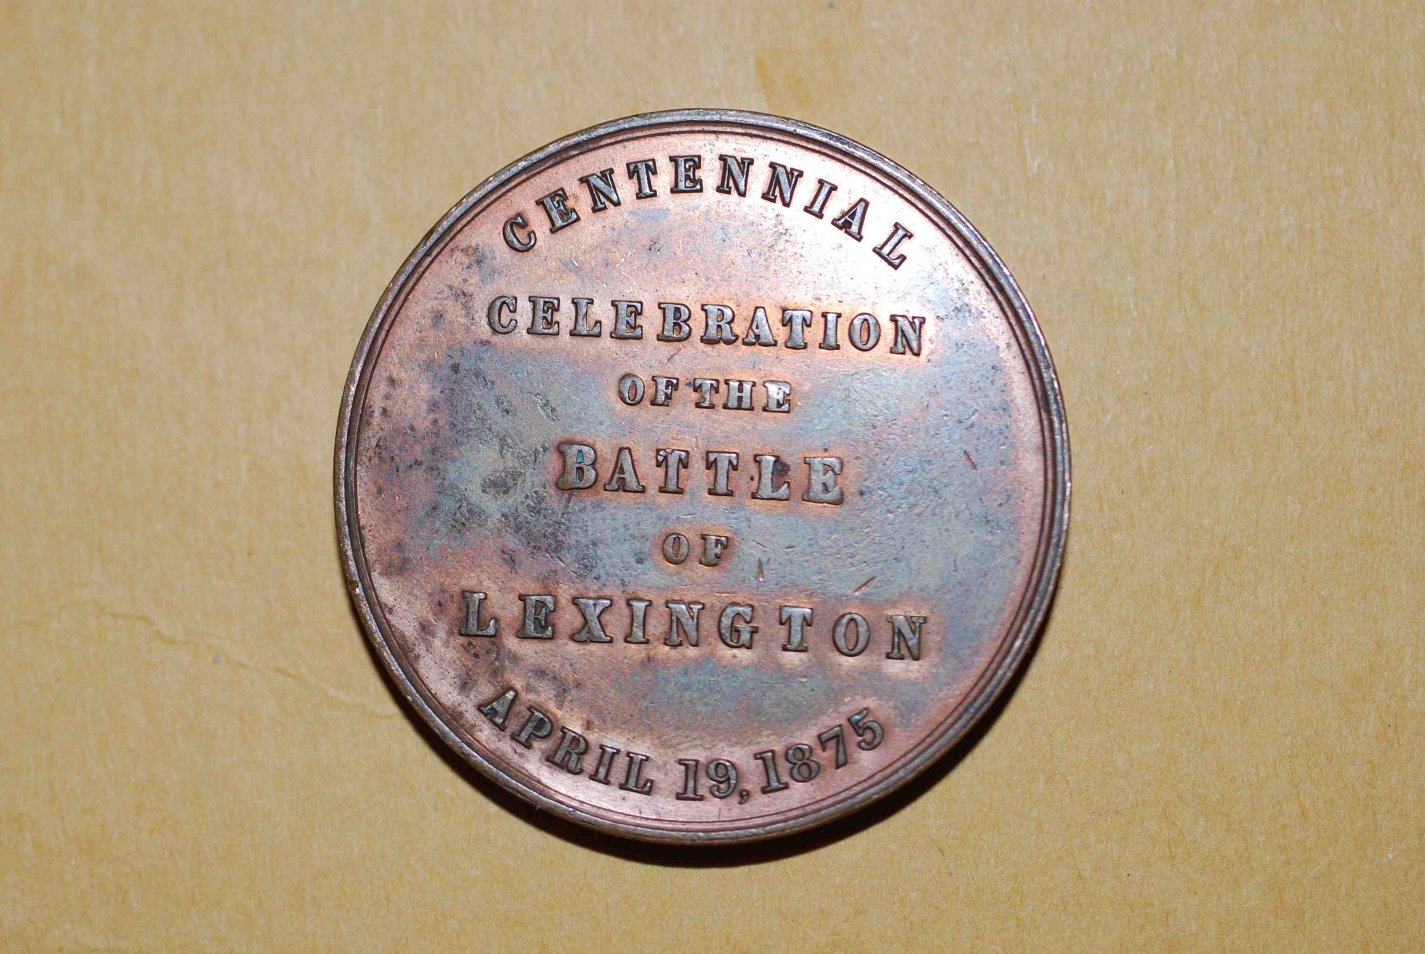 CENTENNIAL
CELEBRATION
OF THE
BATTLE
OF
LEXINGTON
APRIL 19, 1875